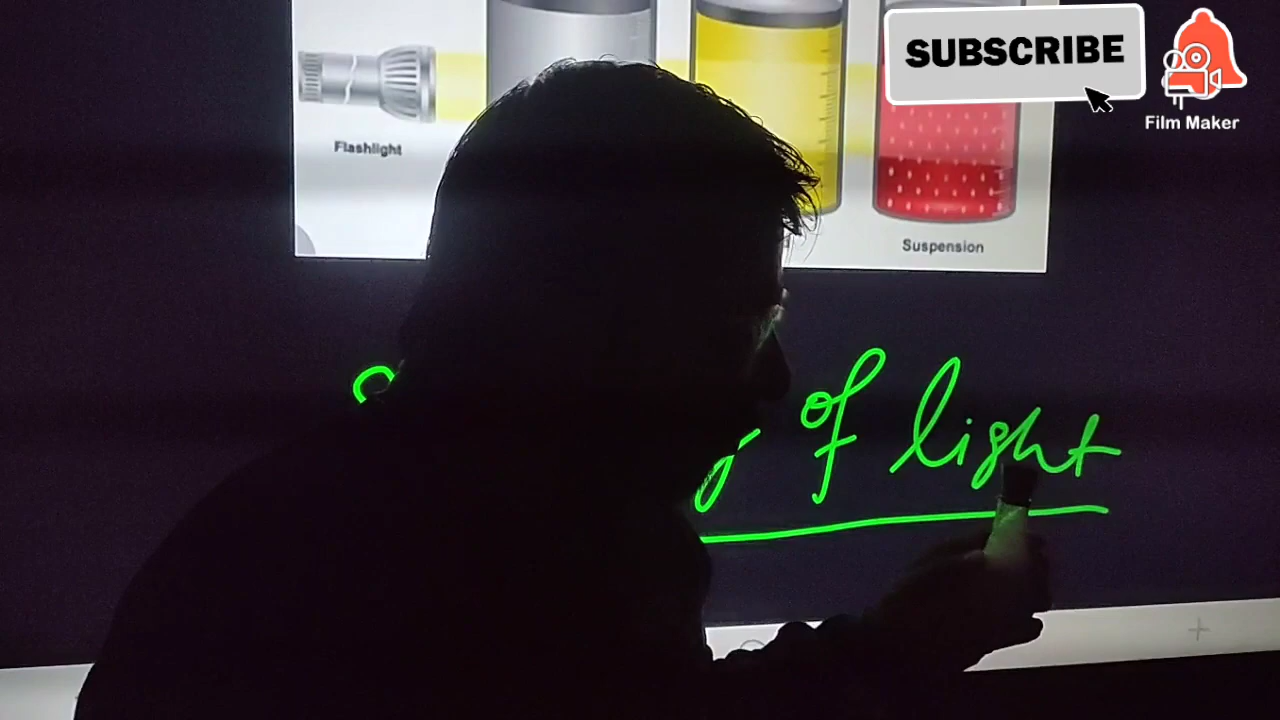 SUBSCRIBE
Film Maker
Flashlight
Suspension
of light